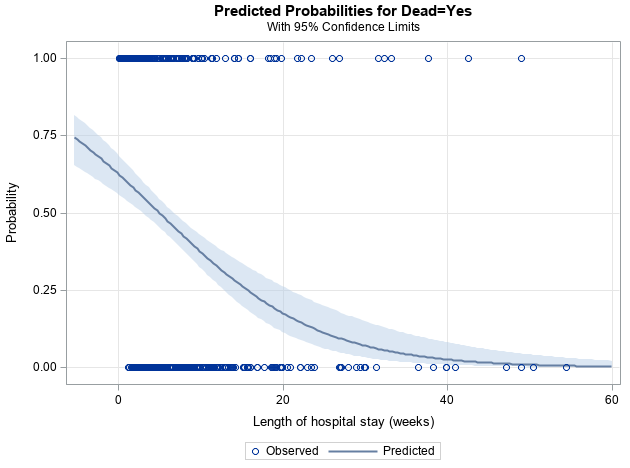 Predicted Probabilities for Dead=Yes
With 95% Confidence Limits
1.00
0.75
0.50
0.25
0.00
Probability
0 20 40 60
Length of hospital stay (weeks)
Observed Predicted